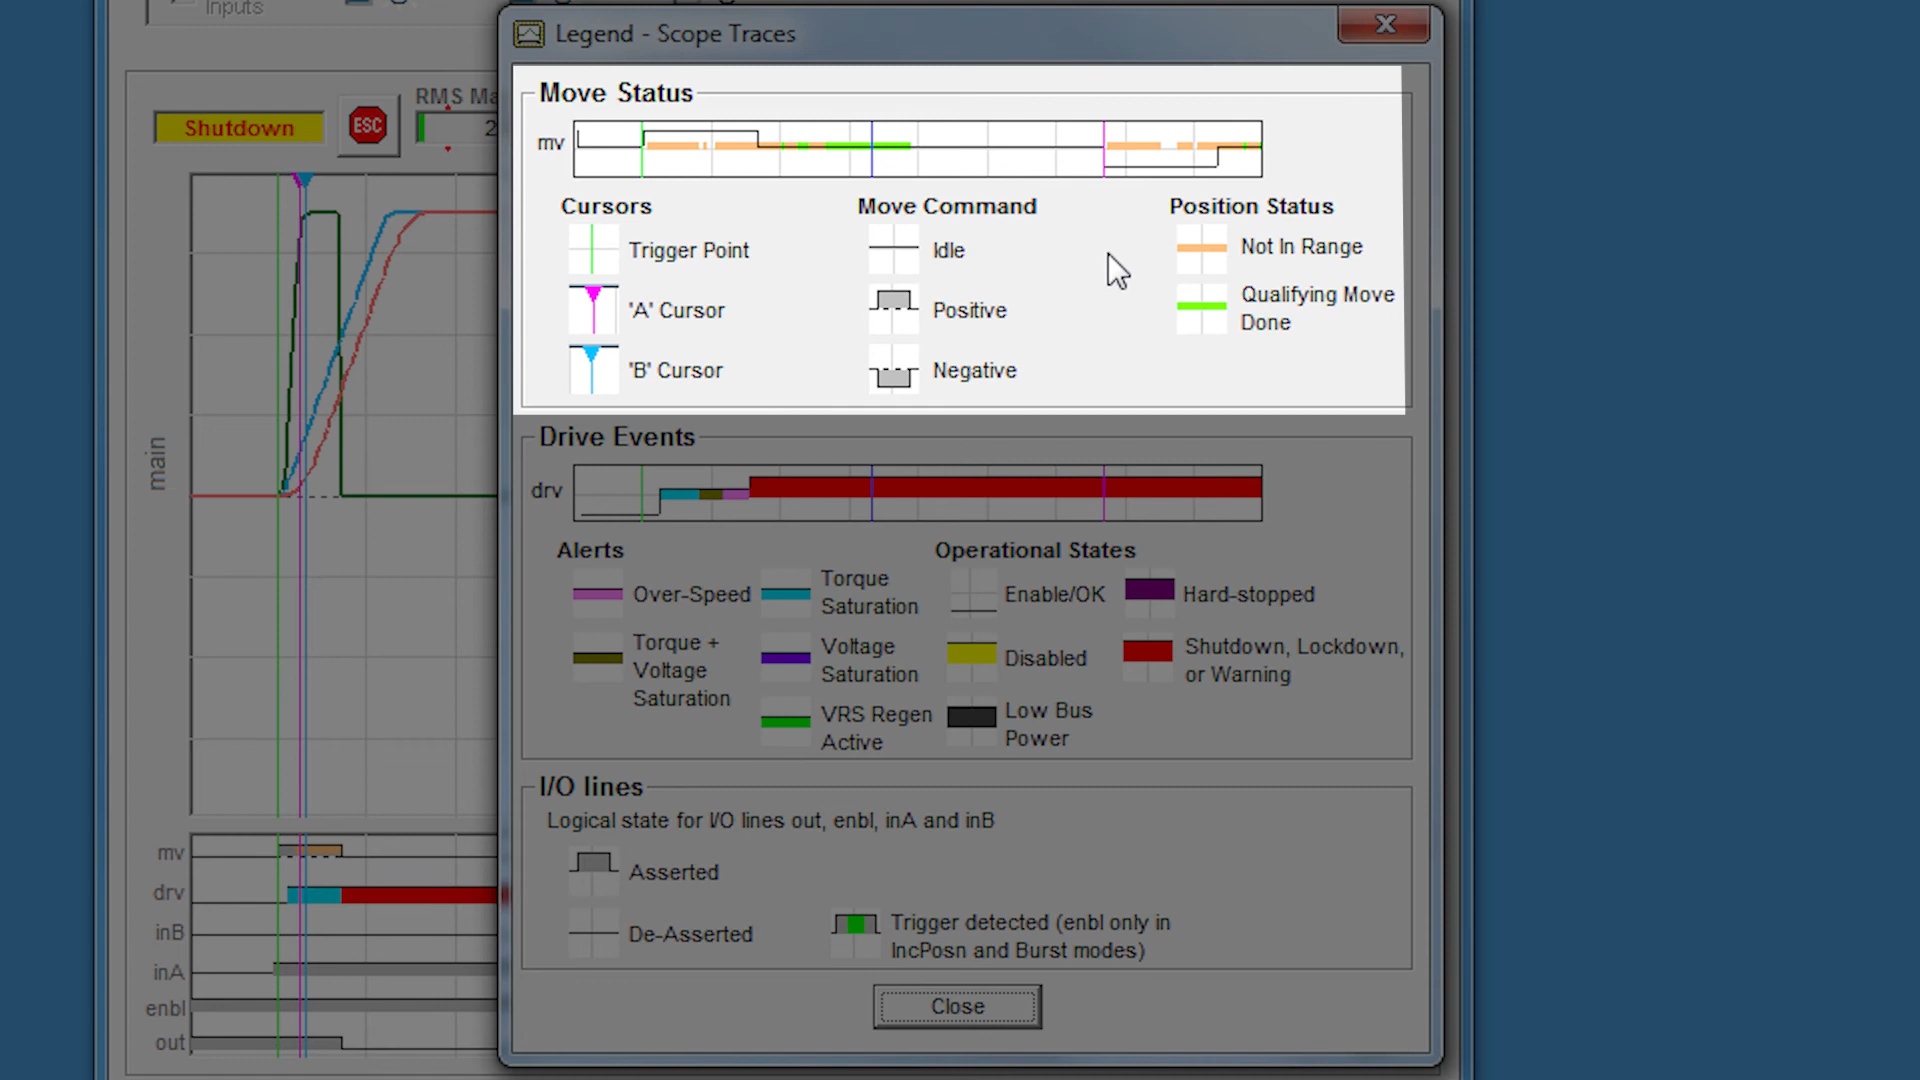 Inputs
Legend - Scope Traces
Shutdown
ESC
RMS Ma
2
main
mv
drv
inB
inA
enbl
out
Move Status
mv
Cursors
Trigger Point
'A' Cursor
'B' Cursor
Move Command
Idle
Positive
Negative
Position Status
Not In Range
Qualifying Move
Done
Drive Events
drv
Alerts
Over-Speed
Torque +
Voltage
Saturation
Torque
Saturation
Voltage
Saturation
VRS Regen
Active
Operational States
Enable/OK
Disabled
Low Bus
Power
Hard-stopped
Shutdown, Lockdown,
or Warning
I/O lines
Logical state for I/O lines out, enbl, inA and inB
Asserted
De-Asserted
Trigger detected (enbl only in
IncPosn and Burst modes)
Close